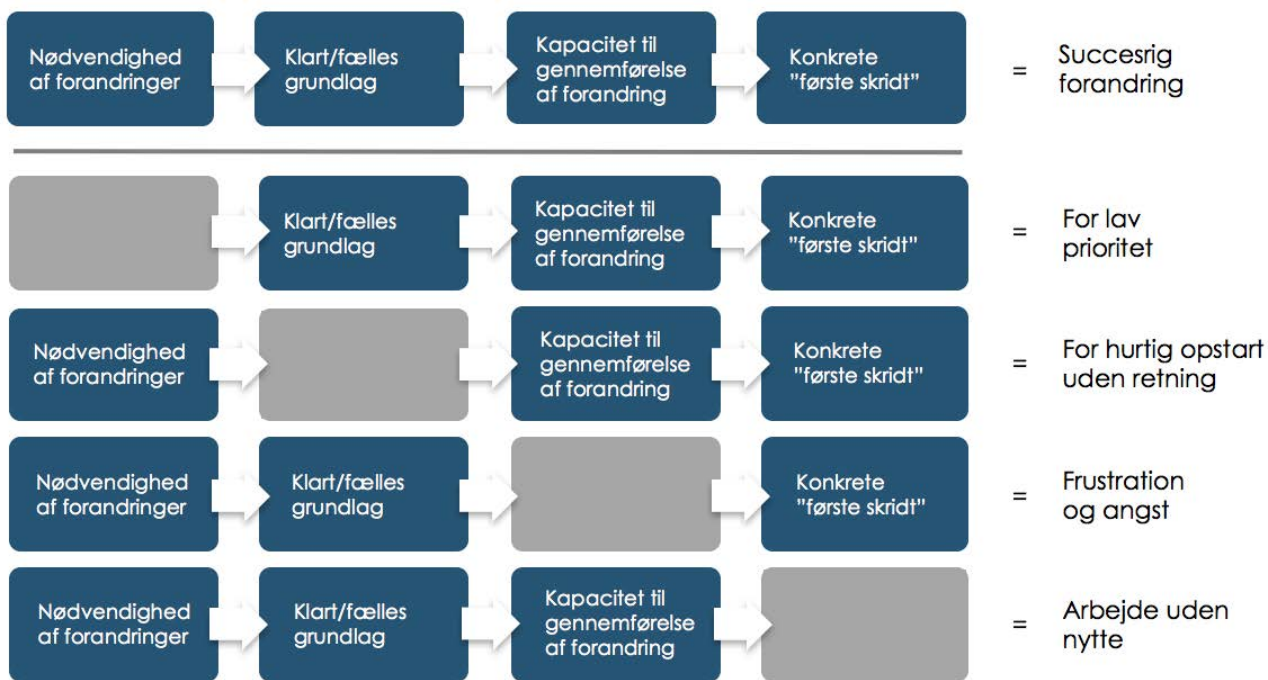 Nødvendighed
af forandringer
Klart/fælles
grundlag
Kapacitet til
gennemførelse
af forandring
Konkrete
”første skridt”
=
Succesrig
forandring
Klart/fælles
grundlag
Kapacitet til
gennemførelse
af forandring
Konkrete
”første skridt”
=
For lav
prioritet
Nødvendighed
af forandringer
Kapacitet til
gennemførelse
af forandring
Konkrete
”første skridt”
=
For hurtig opstart
uden retning
Nødvendighed
af forandringer
Klart/fælles
grundlag
Konkrete
”første skridt”
=
Frustration
og angst
Nødvendighed
af forandringer
Klart/fælles
grundlag
Kapacitet til
gennemførelse
af forandring
=
Arbejde uden
nytte